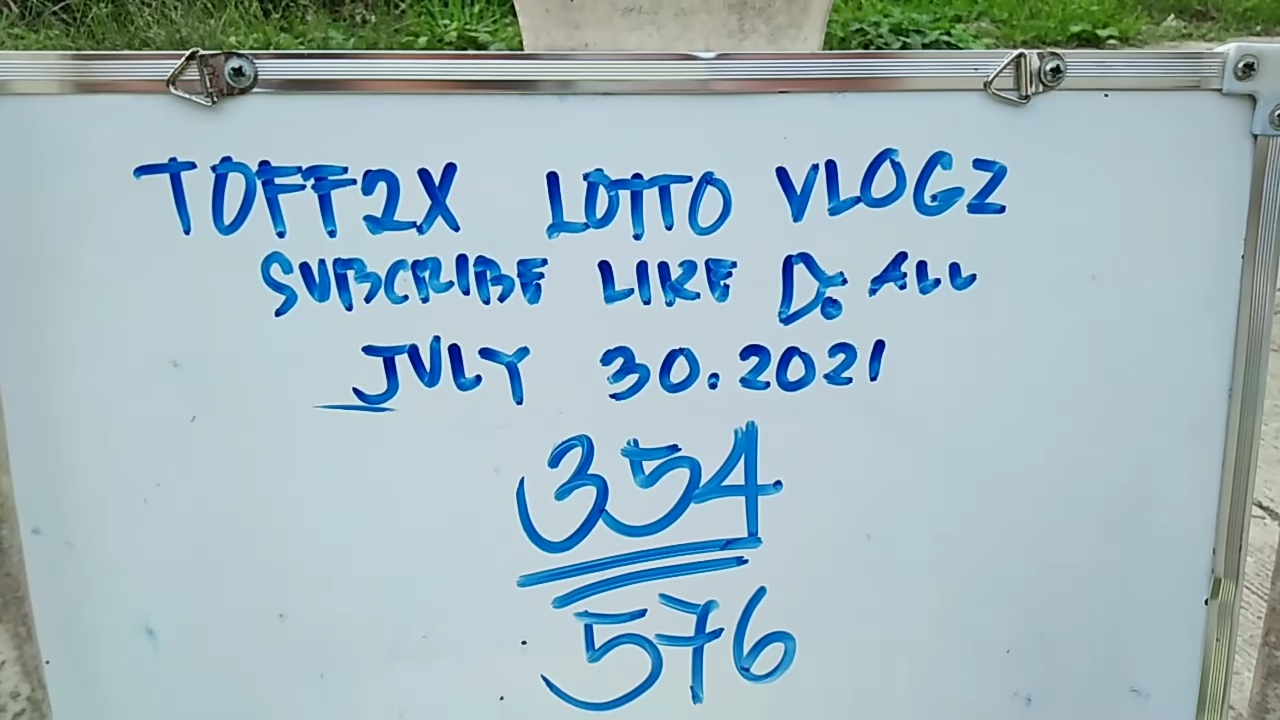 TOFF2X LOTTO VLOGZ
SUBCRIBE LIKE D. ALL
JULY 30.2021
354
576